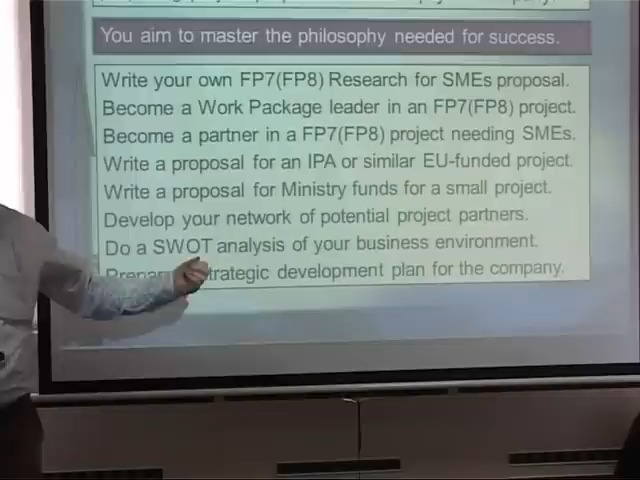 You aim to master the philosophy needed for success.
Write your own FP7(FP8) Research for SMEs proposal.
Become a Work Package leader in an FP7(FP8) project.
Become a partner in a FP7(FP8) project needing SMEs.
Write a proposal for an IPA or similar EU-funded project.
Write a proposal for Ministry funds for a small project.
Develop your network of potential project partners.
Do a SWOT analysis of your business environment.
development plan for the company.